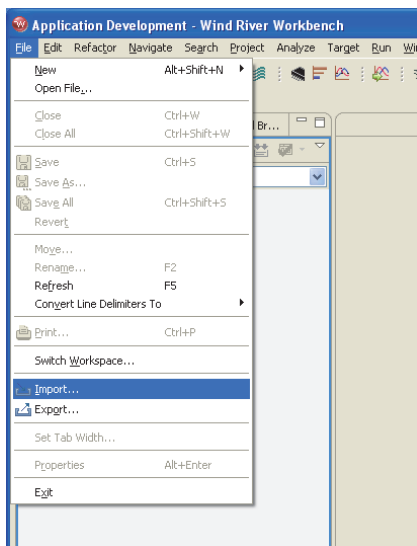 Application Development - Wind River Workbench
File Edit Refactor Navigate Search Project Analyze Target Run
New Alt+Shift+N
Open File...
Br...
Close Ctrl+W
Close All Ctrl+Shift+W
Save Ctrl+S
Save As...
Save All Ctrl+Shift+S
Revert
Move...
Rename... F2
Refresh F5
Convert Line Delimiters To
Print... Ctrl+P
Switch Workspace...
Import...
Export...
Set Tab Width...
Properties Alt+Enter
Exit